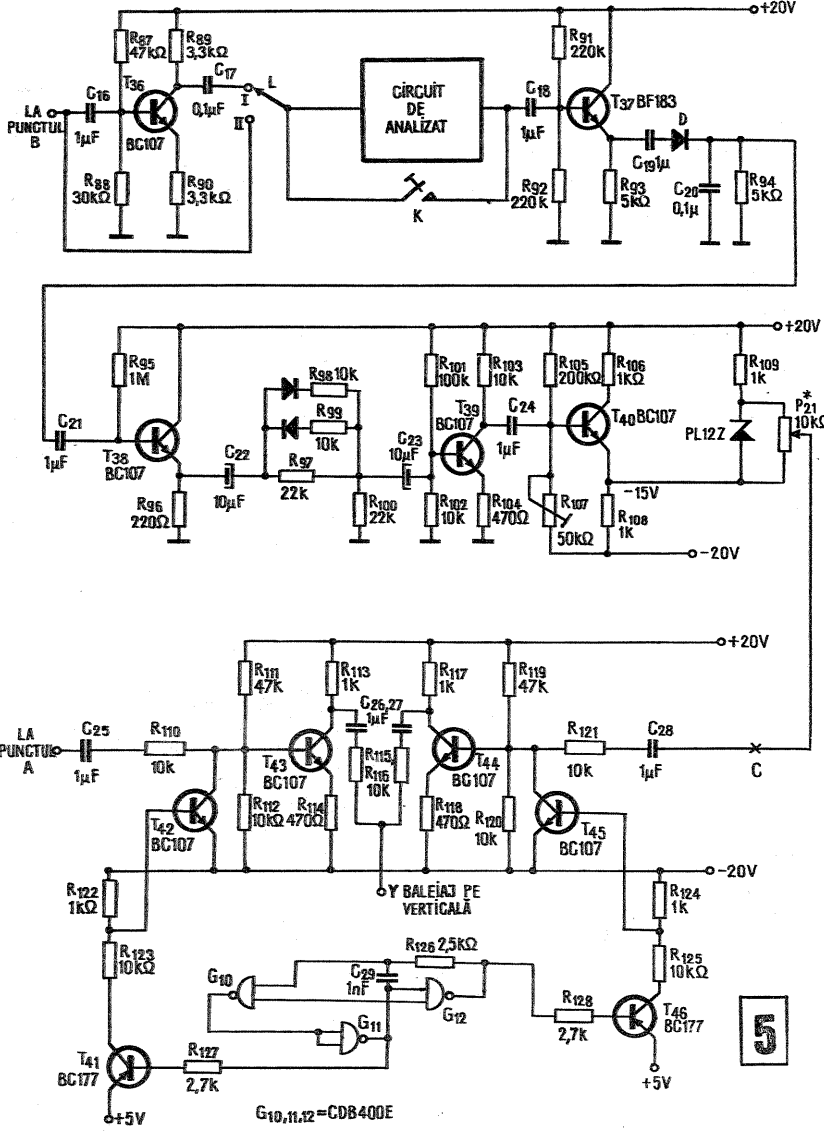 +20V
R87
47kΩ
R89
3,3kΩ
R91
220k
C17
0,1μF
I
II
L
T36
BC107
C16
1μF
LA
PUNCTUL
B
CIRCUIT
DE
ANALIZAT
C18
1μF
T37 BF183
D
C19 1μ
R88
30kΩ
R90
3,3kΩ
K
R92
220k
R93
5kΩ
C20
0,1μ
R94
5kΩ
+20V
R95
1M
R98 10k
R99
10k
R101
100k
R103
10k
R105
200kΩ
R106
1KΩ
R109
1k
P21*
10kΩ
C21
1μF
T38
BC107
C22
10μF
R97
22k
C23
10μF
T39
BC107
C24
1μF
T40 BC107
PL12Z
R96
220Ω
R100
22K
R102
10k
R104
470Ω
R107
50kΩ
-15V
R108
1K
-20V
+20V
R111
47k
R113
1k
R117
1k
R119
47k
C26,27
1μF
LA
PUNCTUL
A
C25
1μF
R110
10k
T43
BC107
R115,
R116
10K
T44
BC107
R121
10k
C28
1μF
C
T42
BC107
R112
10kΩ
R114
470Ω
R118
470Ω
R120
10k
T45
BC107
-20V
Y BALEIAJ PE
VERTICALĂ
R122
1kΩ
R124
1k
R123
10kΩ
R125
10kΩ
R126 2,5kΩ
C29
1nF
G10
G11
G12
R128
2,7k
T46
BC177
T41
BC177
R127
2,7k
+5V
+5V
G10,11,12=CDB400E
5